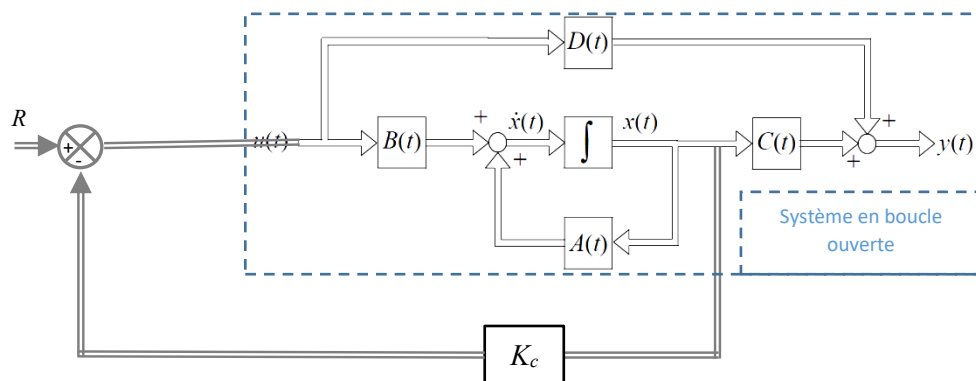 D(t)
+
R
+
-
u(t)
B(t)
+
ẋ(t)
+
∫
x(t)
C(t)
+
+
y(t)
A(t)
Système en boucle
ouverte
K_c